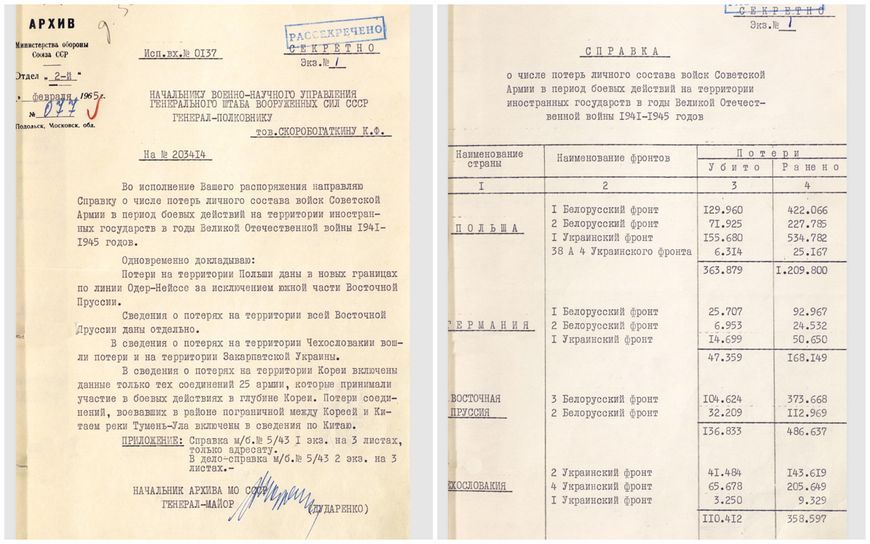 АРХИВ
Министерства обороны
Союза ССР
Отдел „ 2-й "
" февраля 1965 г
№ 077
Подольск, Московск. обл.
Исп.вх.№ 0137
РАССЕКРЕЧЕНО
СЕКРЕТНО
Экз.№ 1
НАЧАЛЬНИКУ ВОЕННО-НАУЧНОГО УПРАВЛЕНИЯ
ГЕНЕРАЛЬНОГО ШТАБА ВООРУЖЕННЫХ СИЛ СССР
ГЕНЕРАЛ-ПОЛКОВНИКУ
тов.СКОРОБОГАТКИНУ К.Ф.
На № 203414
Во исполнение Вашего распоряжения направляю
Справку о числе потерь личного состава войск Советской
Армии в период боевых действий на территории иностран-
ных государств в годы Великой Отечественной войны 1941-
1945 годов.
Одновременно докладываю:
Потери на территории Польши даны в новых границах
по линии Одер-Нейссе за исключением южной части Восточной
Пруссии.
Сведения о потерях на территории всей Восточной
Пруссии даны отдельно.
В сведения о потерях на территории Чехословакии вош-
ли потери и на территории Закарпатской Украины.
В сведения о потерях на территории Кореи включены
данные только тех соединений 25 армии, которые принимали
участие в боевых действиях в глубине Кореи. Потери соеди-
нений, воевавших в районе пограничной между Кореей и Ки-
таем реки Тумень-Ула включены в сведения по Китаю.
ПРИЛОЖЕНИЕ: Справка м/б.№ 5/43 I экз. на 3 листах,
только адресату.
В дело-справка м/б.№ 5/43 2 экз. на 3
листах.-
НАЧАЛЬНИК АРХИВА МО СССР
ГЕНЕРАЛ-МАЙОР
(ДУДАРЕНКО)
СЕКРЕТНО
Экз.№ 1
СПРАВКА
о числе потерь личного состава войск Советской
Армии в период боевых действий на территории
иностранных государств в годы Великой Отечест-
венной войны 1941-1945 годов
Наименование страны Наименование фронтов Потери
Убито Ранено
I 2 3 4
ПОЛЬША
I Белорусский фронт 129.960 422.066
2 Белорусский фронт 71.925 227.785
I Украинский фронт 155.680 534.782
38 А 4 Украинского фронта 6.314 25.167
363.879 1.209.800
ГЕРМАНИЯ
I Белорусский фронт 25.707 92.967
2 Белорусский фронт 6.953 24.532
I Украинский фронт 14.699 50.650
47.359 168.149
ВОСТОЧНАЯ 3 Белорусский фронт 104.624 373.668
ПРУССИЯ 2 Белорусский фронт 32.209 112.969
136.833 486.637
2 Украинский фронт 41.484 143.619
ЕХОСЛОВАКИЯ 4 Украинский фронт 65.678 205.649
I Украинский фронт 3.250 9.329
110.412 358.597